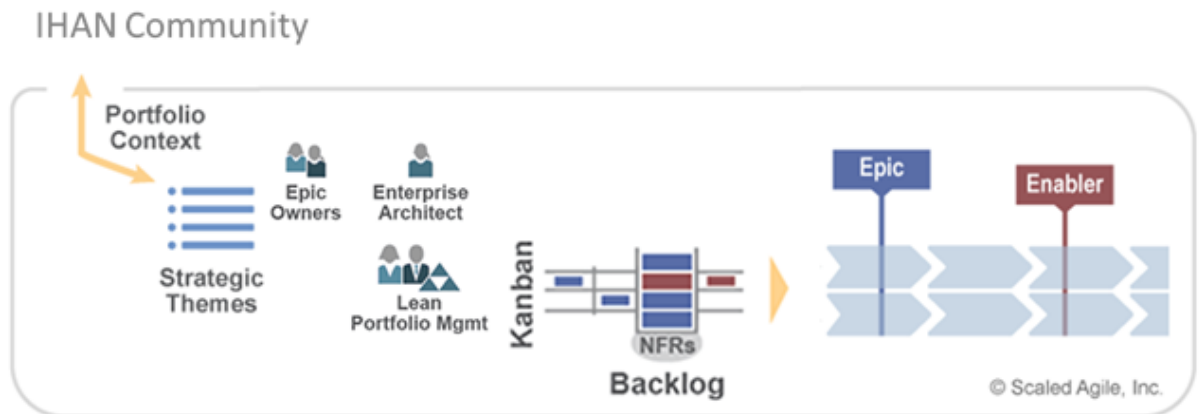 IHAN Community
Portfolio
Context
Strategic
Themes
Epic
Owners
Enterprise
Architect
Lean
Portfolio Mgmt
Kanban
NFRs
Backlog
Epic
Enabler
© Scaled Agile, Inc.